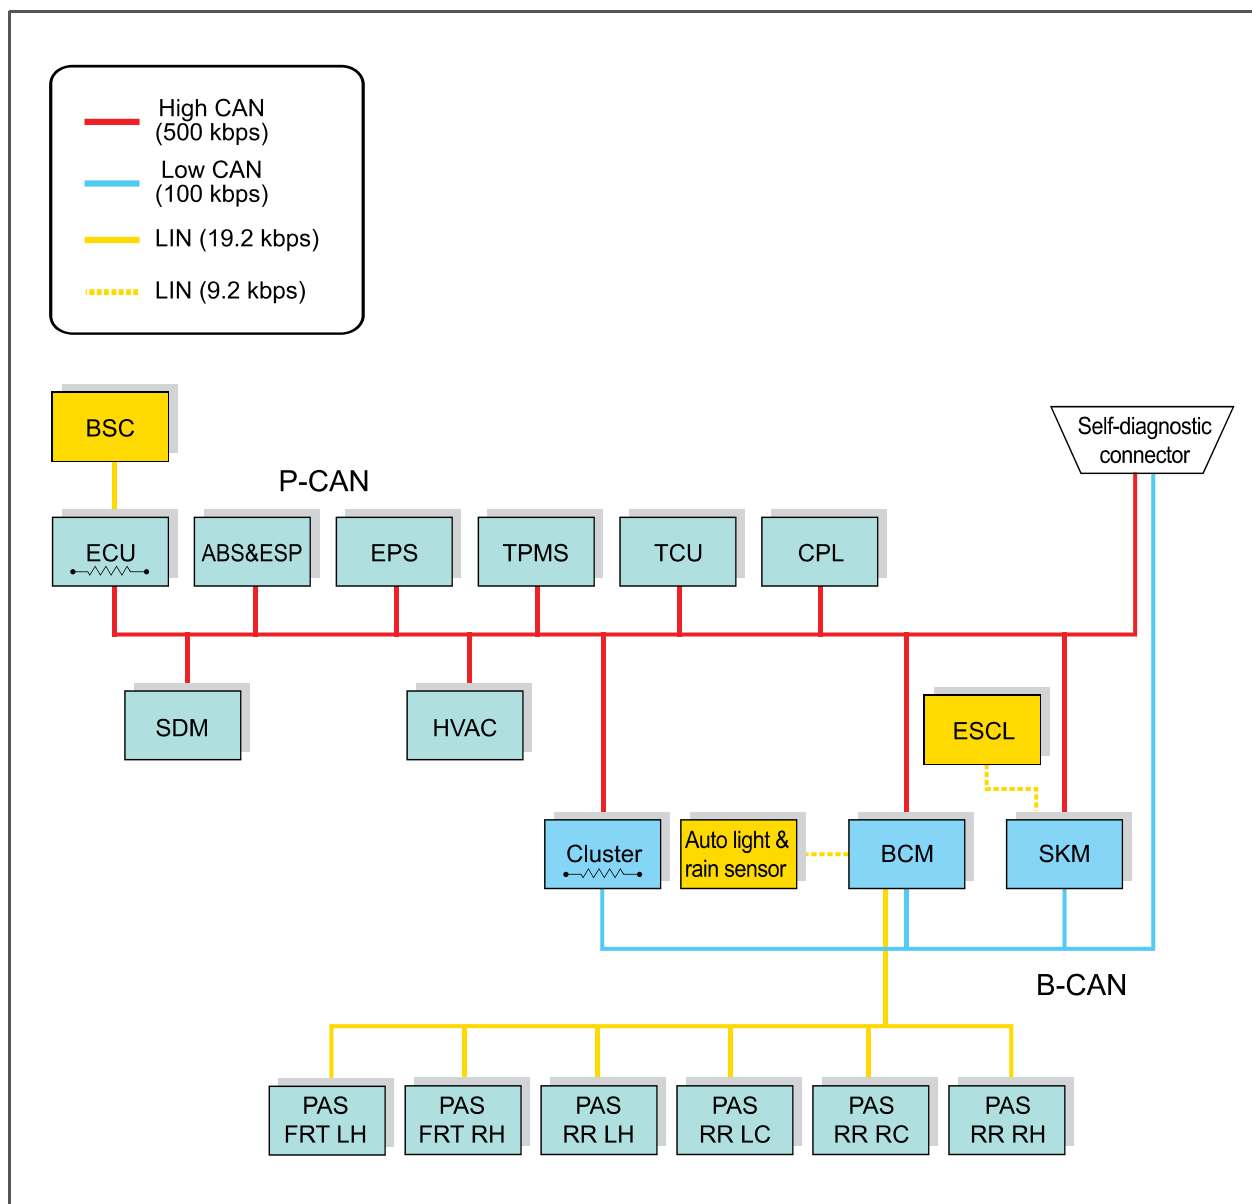 High CAN
(500 kbps)
Low CAN
(100 kbps)
LIN (19.2 kbps)
LIN (9.2 kbps)
BSC
Self-diagnostic
connector
P-CAN
ECU
ABS&ESP
EPS
TPMS
TCU
CPL
SDM
HVAC
ESCL
Cluster
Auto light &
rain sensor
BCM
SKM
B-CAN
PAS
FRT LH
PAS
FRT RH
PAS
RR LH
PAS
RR LC
PAS
RR RC
PAS
RR RH